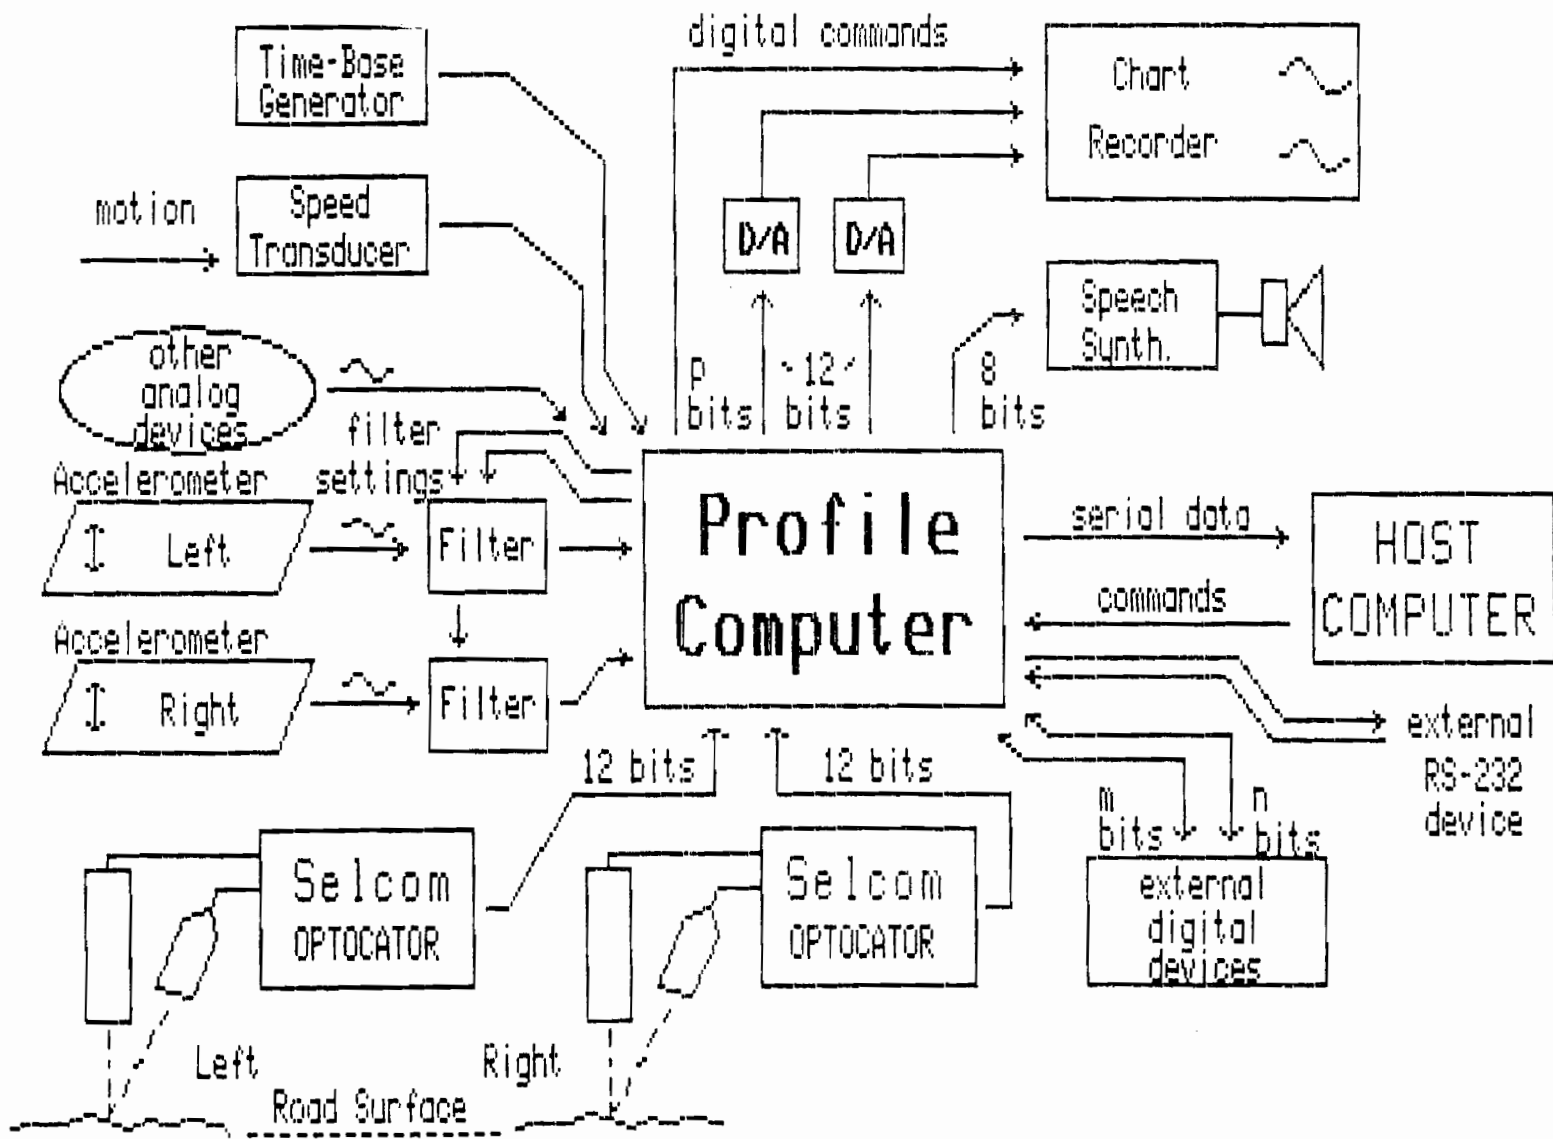 digital commands
Time-Base
Generator
Chart
Recorder
motion
Speed
Transducer
D/A
D/A
Speech
Synth.
other
analog
devices
p
bits
12
bits
8
bits
filter
settings
Accelerometer
Left
Filter
Profile
Computer
serial data
commands
HOST
COMPUTER
Accelerometer
Right
Filter
external
RS-232
device
12 bits
12 bits
m
bits
n
bits
Selcom
OPTOCATOR
Selcom
OPTOCATOR
external
digital
devices
Left
Right
Road Surface